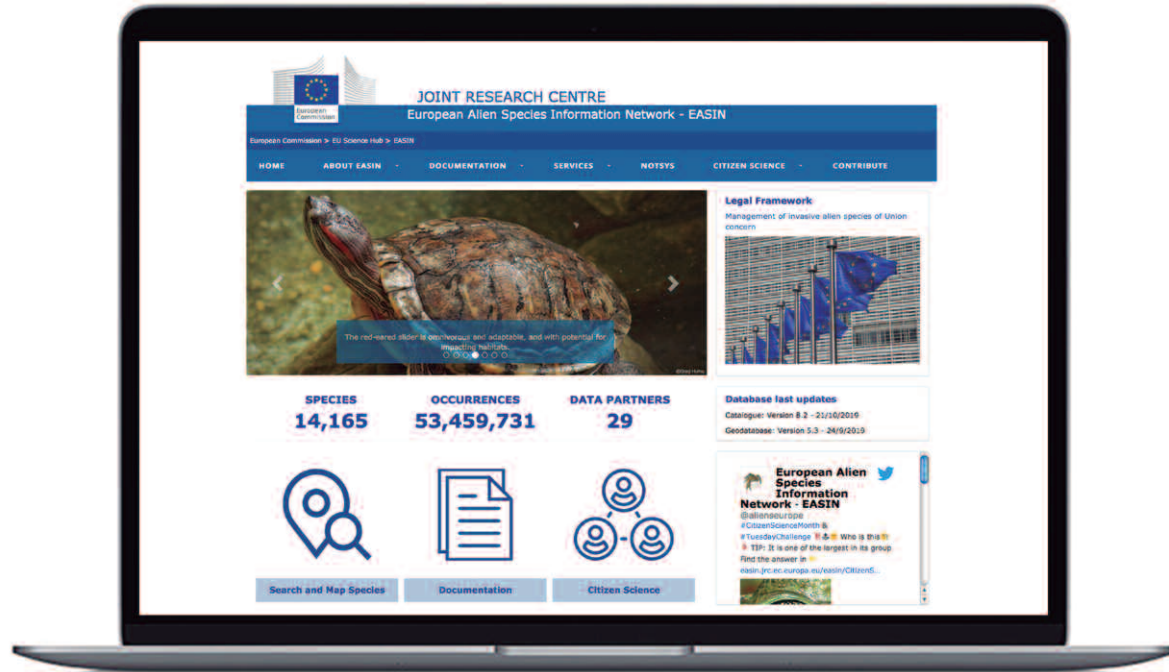 European
Commission
JOINT RESEARCH CENTRE
European Alien Species Information Network - EASIN
European Commission > EU Science Hub > EASIN
HOME ABOUT EASIN DOCUMENTATION SERVICES NOTSYS CITIZEN SCIENCE CONTRIBUTE
The red-eared slider is omnivorous and adaptable, and with potential for
impacting habitats.
SPECIES
14,165
OCCURRENCES
53,459,731
DATA PARTNERS
29
Search and Map Species
Documentation
Citizen Science
Legal Framework
Management of invasive alien species of Union
concern
Database last updates
Catalogue: Version 8.2 - 21/10/2019
Geodatabase: Version 5.3 - 24/9/2019
European Alien
Species
Information
Network - EASIN
@alienseurope
#CitizenScienceMonth &
#TuesdayChallenge Who is this
TIP: It is one of the largest in its group
Find the answer in
easin.jrc.ec.europa.eu/easin/CitizenS...